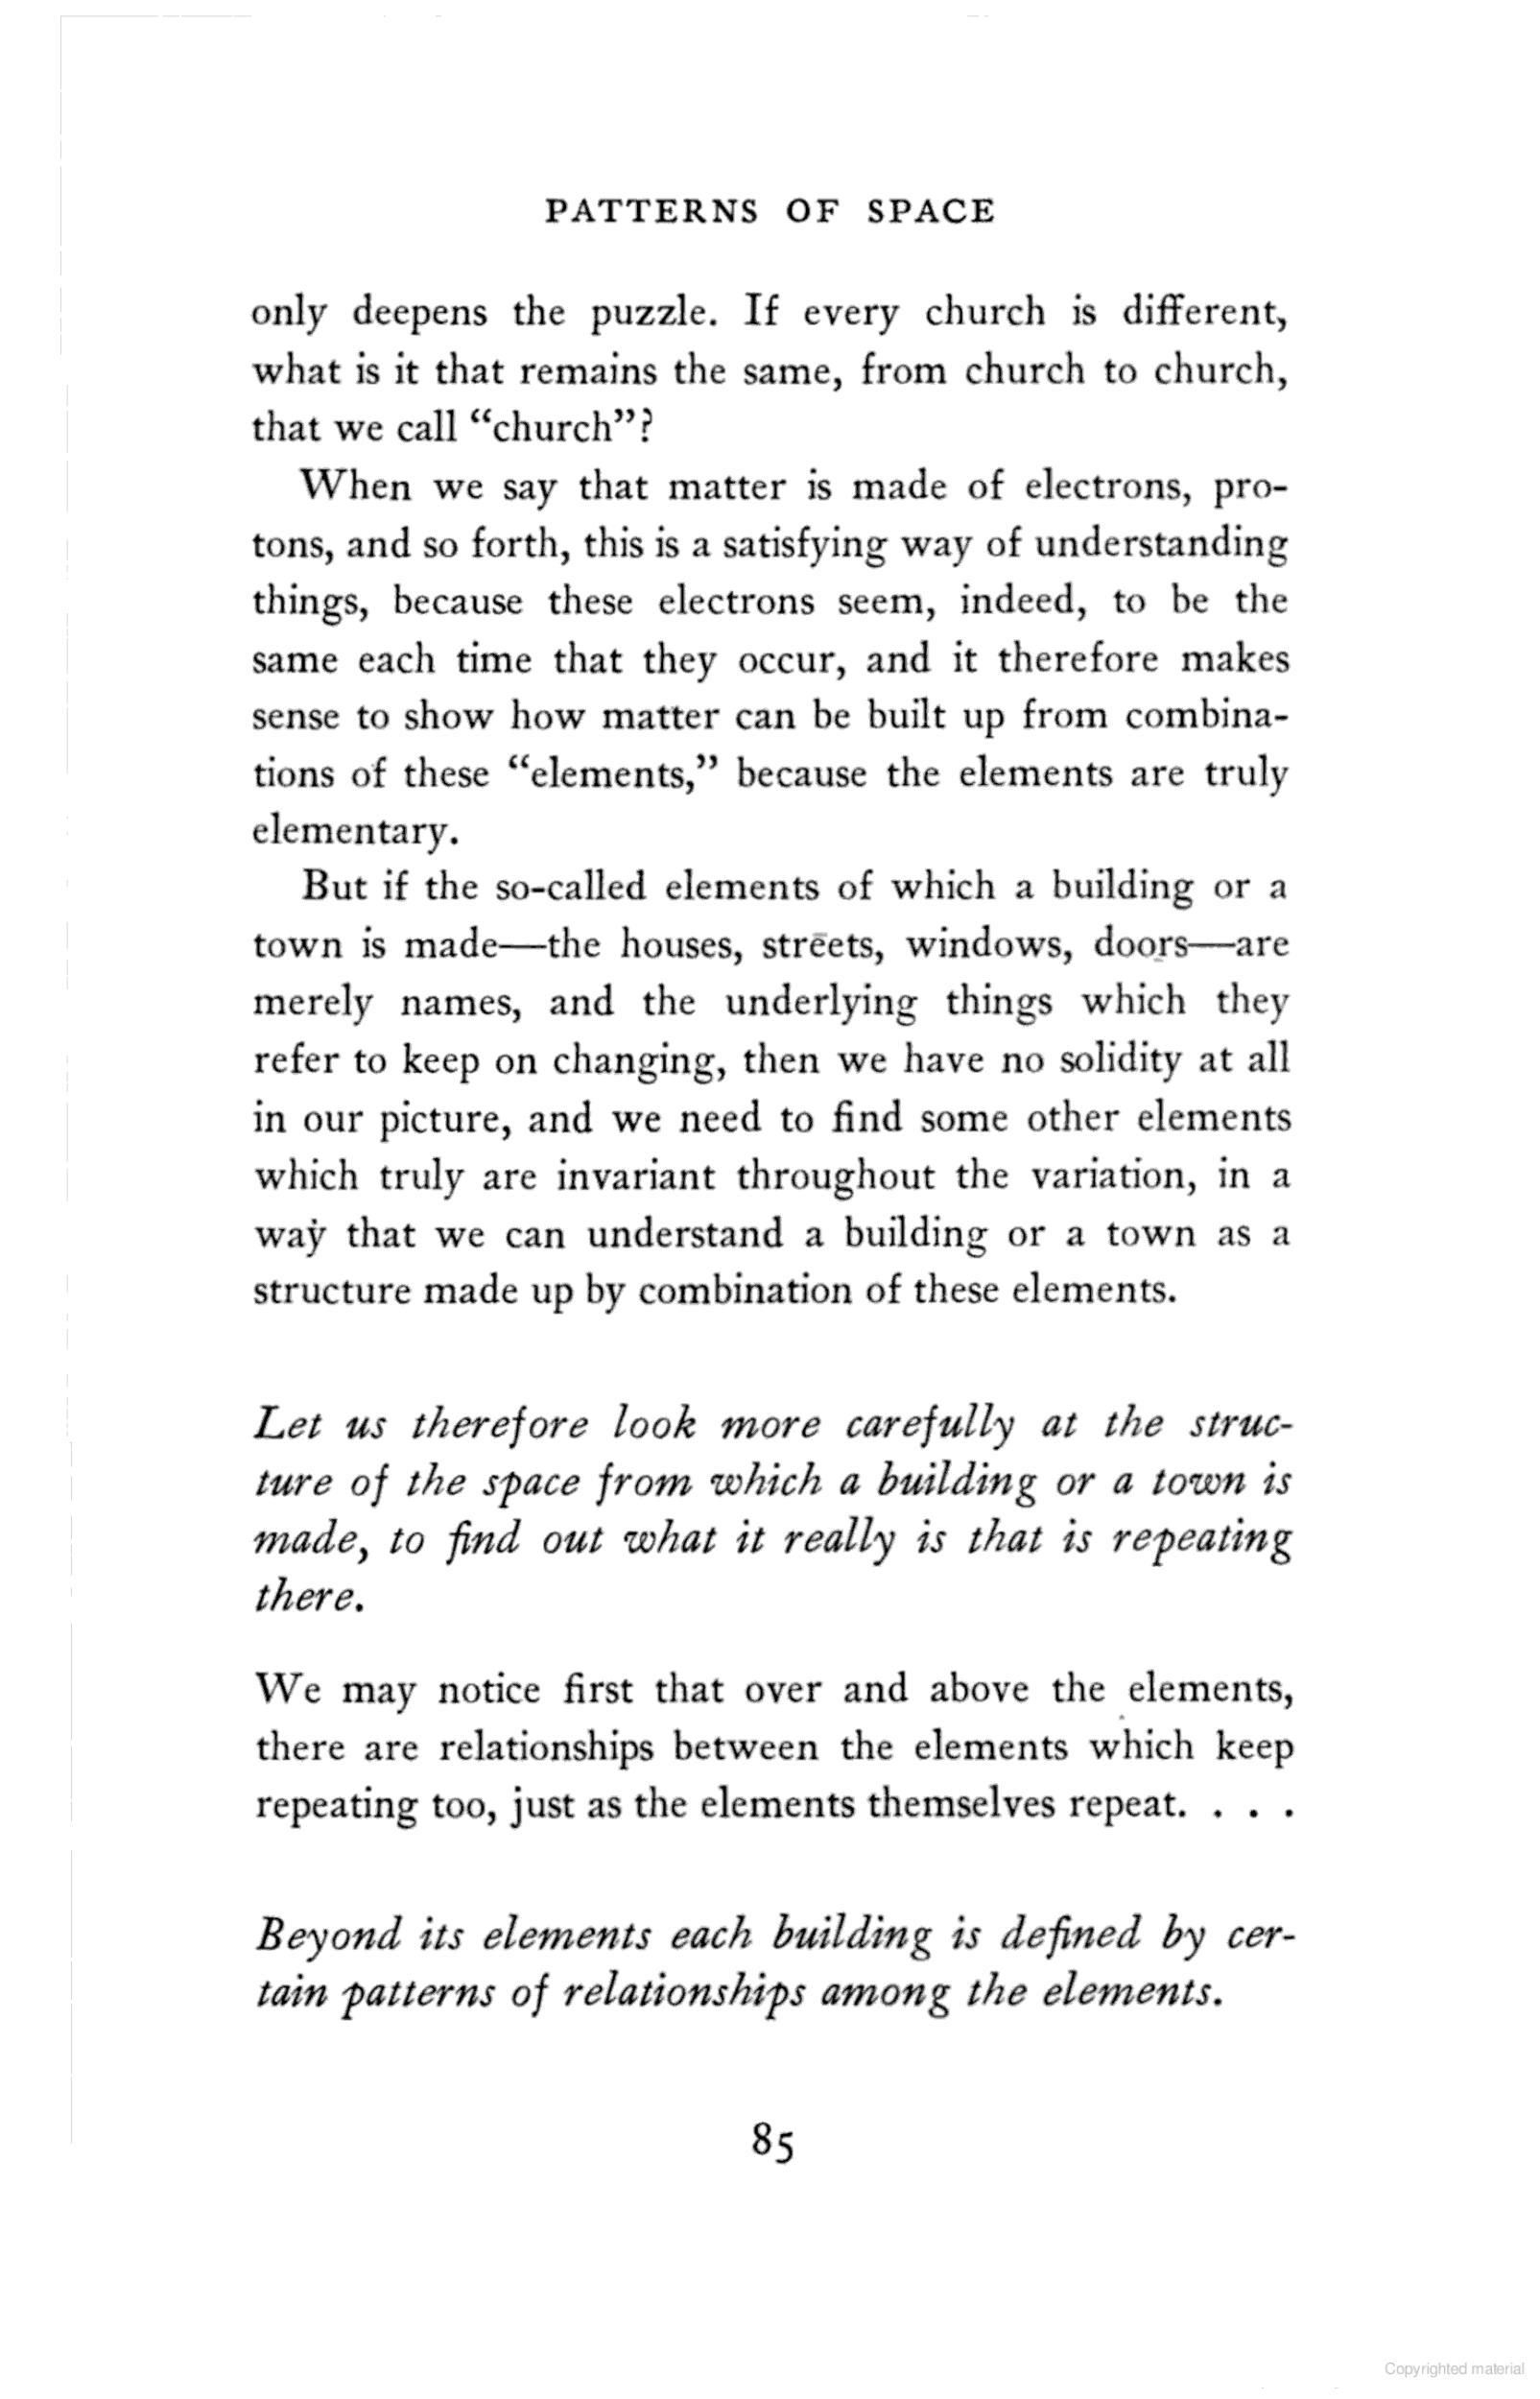 PATTERNS OF SPACE
only deepens the puzzle. If every church is different,
what is it that remains the same, from church to church,
that we call “church”?
When we say that matter is made of electrons, pro-
tons, and so forth, this is a satisfying way of understanding
things, because these electrons seem, indeed, to be the
same each time that they occur, and it therefore makes
sense to show how matter can be built up from combina-
tions of these “elements,” because the elements are truly
elementary.
But if the so-called elements of which a building or a
town is made—the houses, streets, windows, doors—are
merely names, and the underlying things which they
refer to keep on changing, then we have no solidity at all
in our picture, and we need to find some other elements
which truly are invariant throughout the variation, in a
way that we can understand a building or a town as a
structure made up by combination of these elements.
Let us therefore look more carefully at the struc-
ture of the space from which a building or a town is
made, to find out what it really is that is repeating
there.
We may notice first that over and above the elements,
there are relationships between the elements which keep
repeating too, just as the elements themselves repeat. . . .
Beyond its elements each building is defined by cer-
tain patterns of relationships among the elements.
85
Copyrighted material